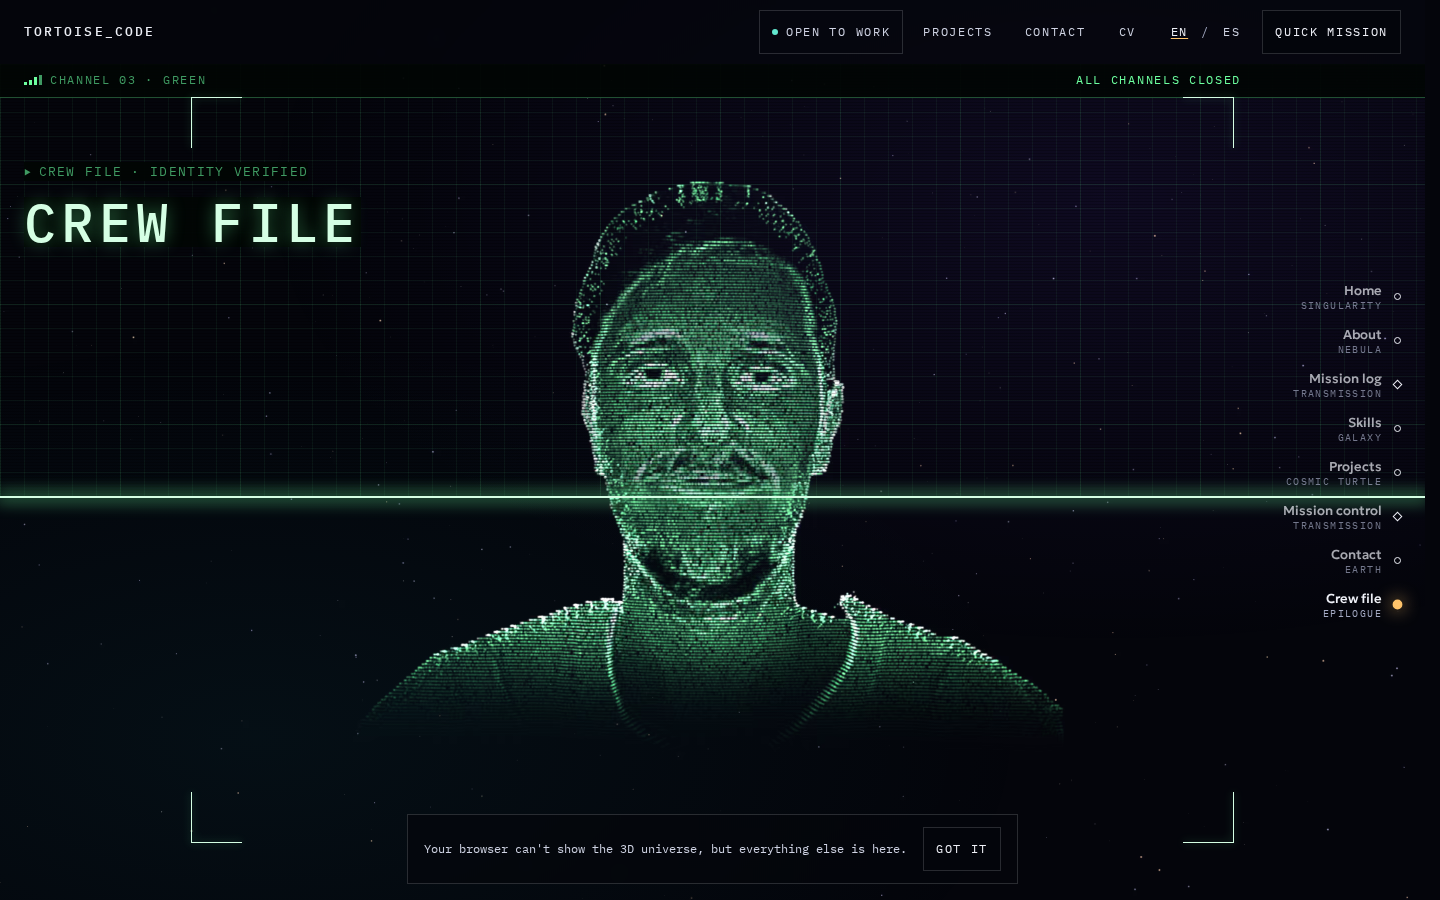 TORTOISE_CODE
OPEN TO WORK
PROJECTS
CONTACT
CV
EN / ES
QUICK MISSION
CHANNEL 03 · GREEN
ALL CHANNELS CLOSED
▸ CREW FILE · IDENTITY VERIFIED
CREW FILE
Home
SINGULARITY
About
NEBULA
Mission log
TRANSMISSION
Skills
GALAXY
Projects
COSMIC TURTLE
Mission control
TRANSMISSION
Contact
EARTH
Crew file
EPILOGUE
Your browser can't show the 3D universe, but everything else is here.
GOT IT